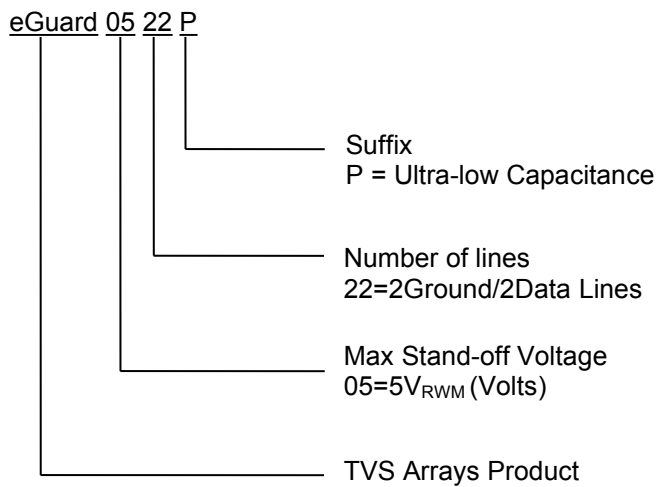 eGuard 05 22 P
Suffix
P = Ultra-low Capacitance
Number of lines
22=2Ground/2Data Lines
Max Stand-off Voltage
05=5VRWM (Volts)
TVS Arrays Product